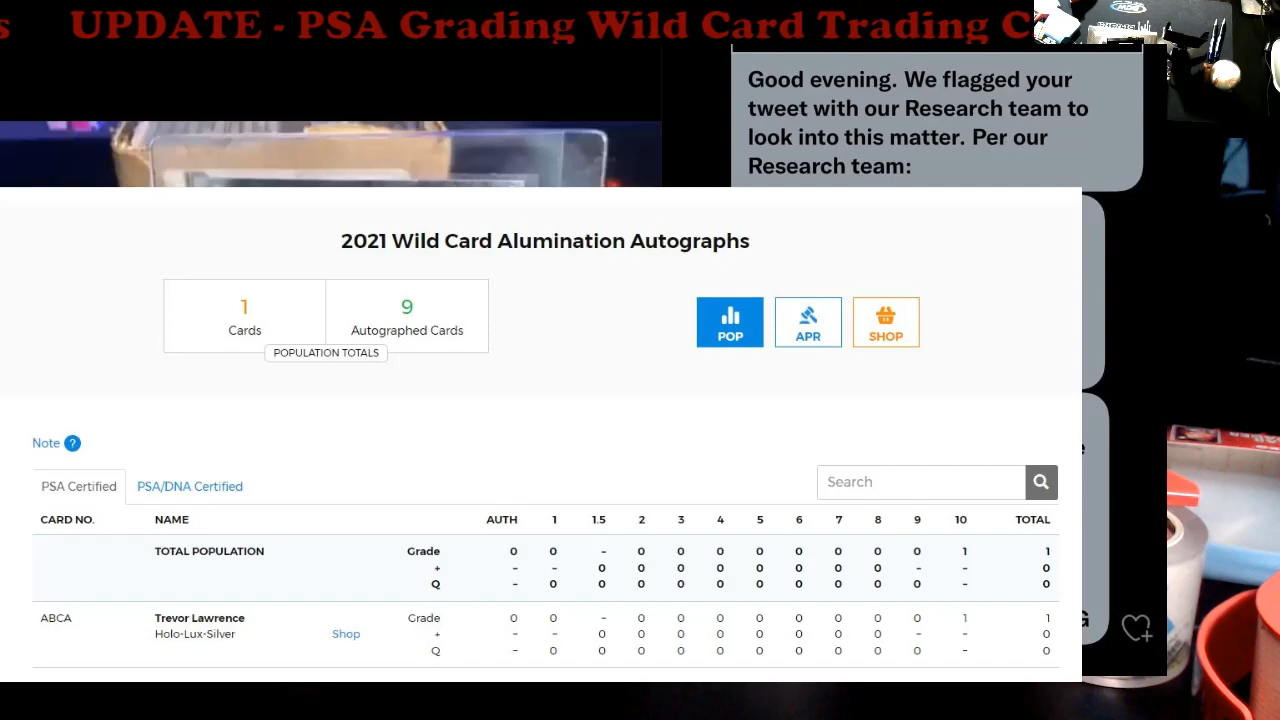 s UPDATE - PSA Grading Wild Card Trading C
Good evening. We flagged your
tweet with our Research team to
look into this matter. Per our
Research team:
2021 Wild Card Alumination Autographs
1 9
Cards Autographed Cards
POPULATION TOTALS
POP APR SHOP
Note ?
PSA Certified PSA/DNA Certified Search
CARD NO. NAME AUTH 1 1.5 2 3 4 5 6 7 8 9 10 TOTAL
TOTAL POPULATION Grade 0 0 - 0 0 0 0 0 0 0 0 1 1
+ - - 0 0 0 0 0 0 0 0 - - 0
Q - 0 0 0 0 0 0 0 0 0 0 - 0
ABCA Trevor Lawrence Grade 0 0 - 0 0 0 0 0 0 0 0 1 1
Holo-Lux-Silver Shop + - - 0 0 0 0 0 0 0 0 - - 0
Q - 0 0 0 0 0 0 0 0 0 0 - 0